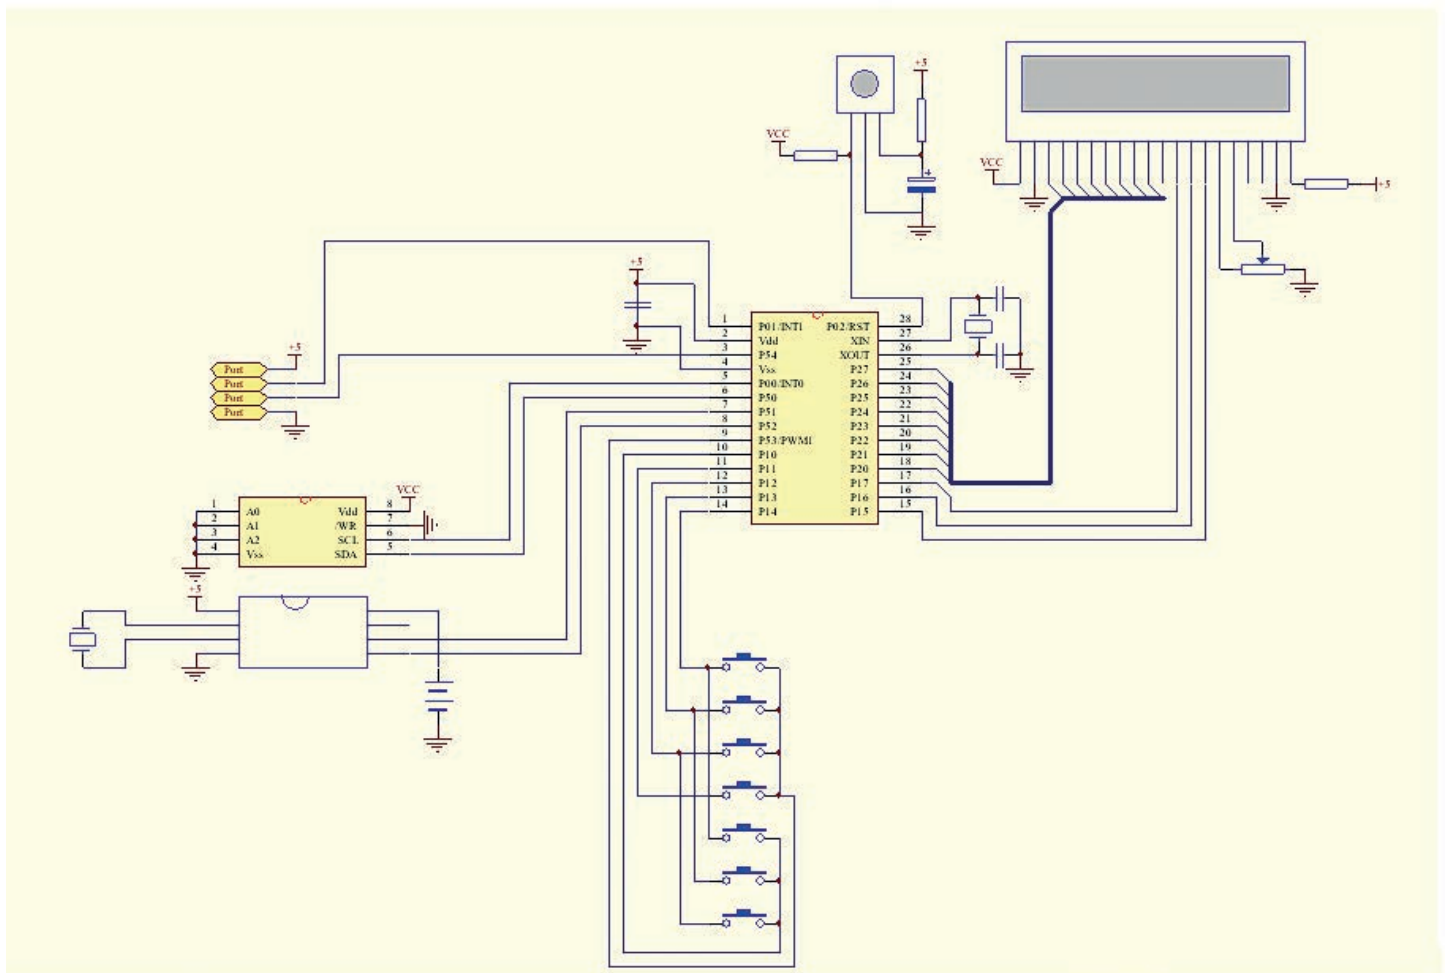 +5
VCC
VCC
+5
+5
1 P01/INT1 P02/RST 28
2 Vdd XIN 27
3 P54 XOUT 26
4 Vss P27 25
5 P00/INT0 P26 24
6 P50 P25 23
7 P51 P24 22
8 P52 P23 21
9 P53/PWM1 P22 20
10 P10 P21 19
11 P11 P20 18
12 P12 P17 17
13 P13 P16 16
14 P14 P15 15
+5
Port
Port
Port
Port
VCC
1 A0 Vdd 8
2 A1 /WR 7
3 A2 SCL 6
4 Vss SDA 5
+5